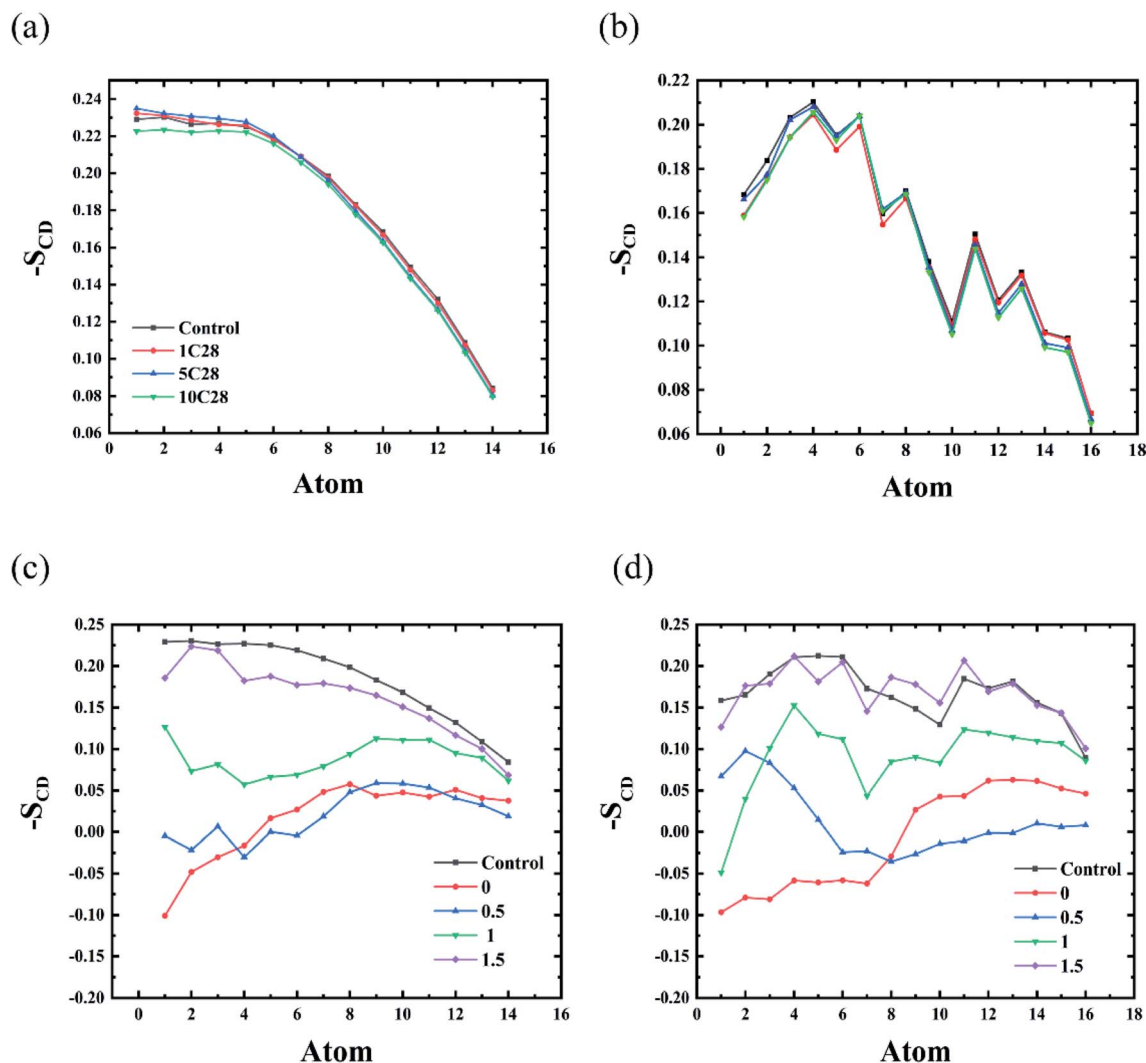 (a)
(b)
0.24
0.22
0.20
0.18
0.16
0.14
0.12
0.10
0.08
0.06
-S_CD
Control
1C28
5C28
10C28
0 2 4 6 8 10 12 14 16
Atom
0.22
0.20
0.18
0.16
0.14
0.12
0.10
0.08
0.06
-S_CD
0 2 4 6 8 10 12 14 16 18
Atom
(c)
(d)
0.25
0.20
0.15
0.10
0.05
0.00
-0.05
-0.10
-0.15
-0.20
-S_CD
Control
0
0.5
1
1.5
0 2 4 6 8 10 12 14 16
Atom
0.25
0.20
0.15
0.10
0.05
0.00
-0.05
-0.10
-0.15
-0.20
-S_CD
Control
0
0.5
1
1.5
0 2 4 6 8 10 12 14 16 18
Atom